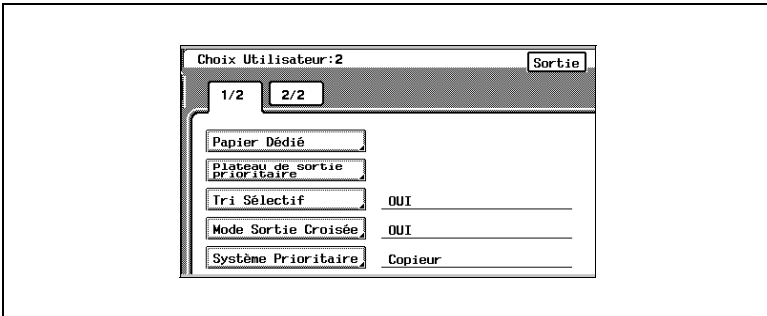 Choix Utilisateur:2
Sortie
1/2
2/2
Papier Dédié
Plateau de sortie
prioritaire
Tri Sélectif
OUI
Mode Sortie Croisée
OUI
Système Prioritaire
Copieur